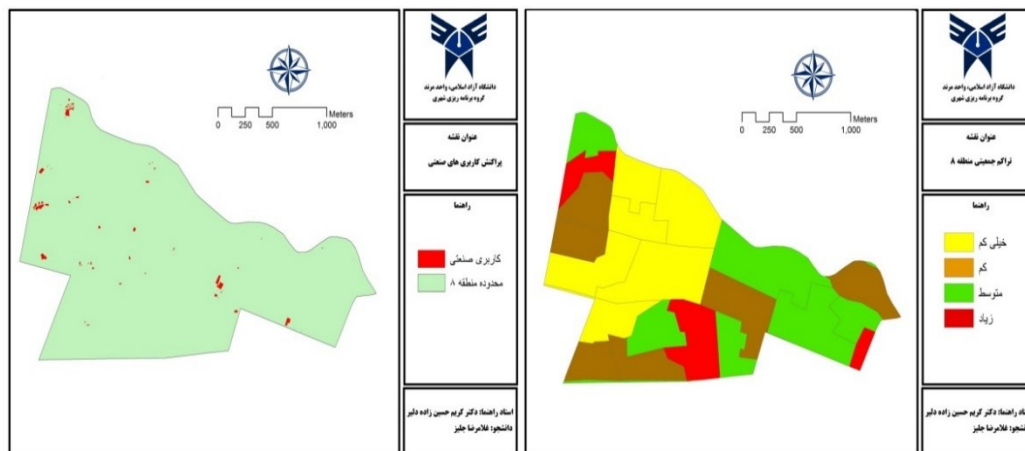 دانشگاه آزاد اسلامی، واحد مرند
گروه برنامه ریزی شهری
Meters
0 250 500 1,000
عنوان نقشه
پراکنش کاربری های صنعتی
راهنما
کاربری صنعتی
محدوده منطقه ۸
استاد راهنما: دکتر کریم حسین زاده دلیر
دانشجو: غلامرضا جلیز
دانشگاه آزاد اسلامی، واحد مرند
گروه برنامه ریزی شهری
Meters
0 250 500 1,000
عنوان نقشه
تراکم جمعیتی منطقه ۸
راهنما
خیلی کم
کم
متوسط
زیاد
تاد راهنما: دکتر کریم حسین زاده دلیر
دانشجو: غلامرضا جلیز